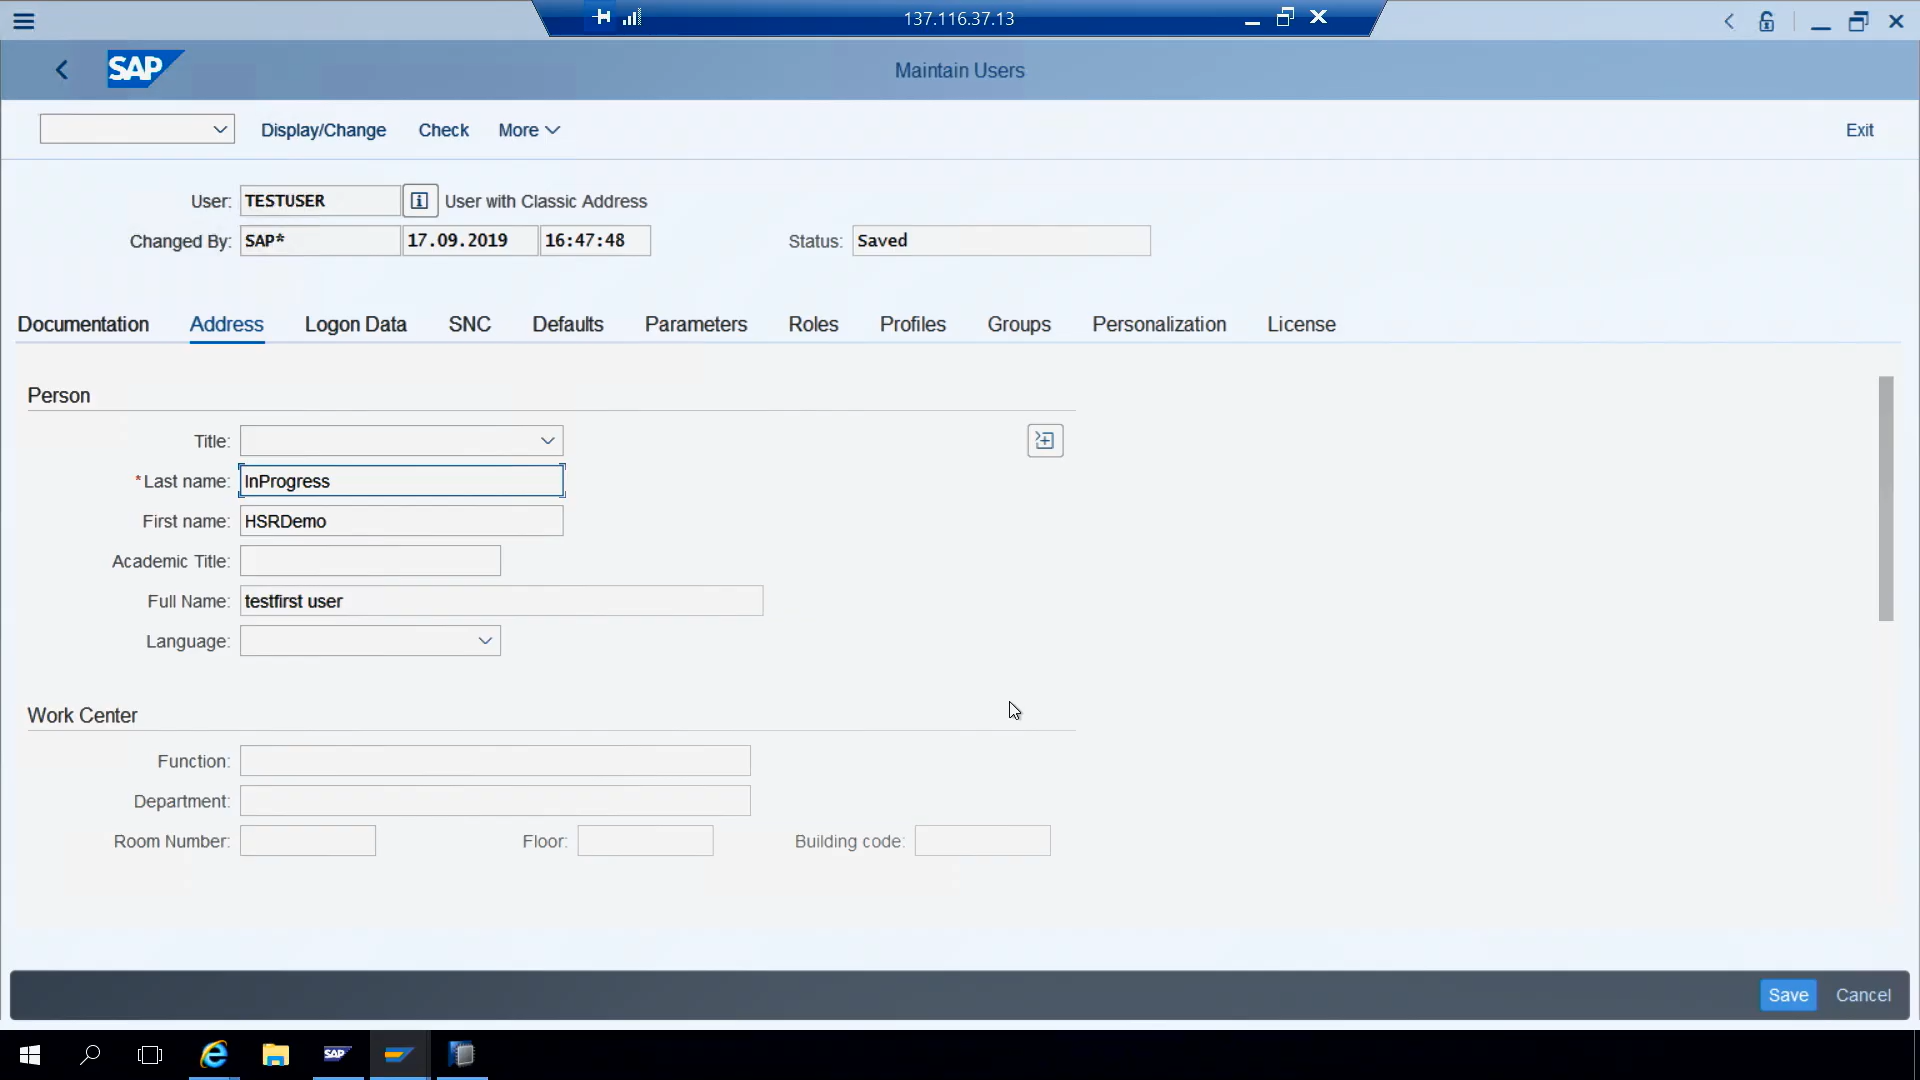 137.116.37.13
SAP
Maintain Users
Display/Change Check More Exit
User: TESTUSER User with Classic Address
Changed By: SAP* 17.09.2019 16:47:48 Status: Saved
Documentation Address Logon Data SNC Defaults Parameters Roles Profiles Groups Personalization License
Person
Title:
* Last name: InProgress
First name: HSRDemo
Academic Title:
Full Name: testfirst user
Language:
Work Center
Function:
Department:
Room Number: Floor: Building code:
Save Cancel
SAP